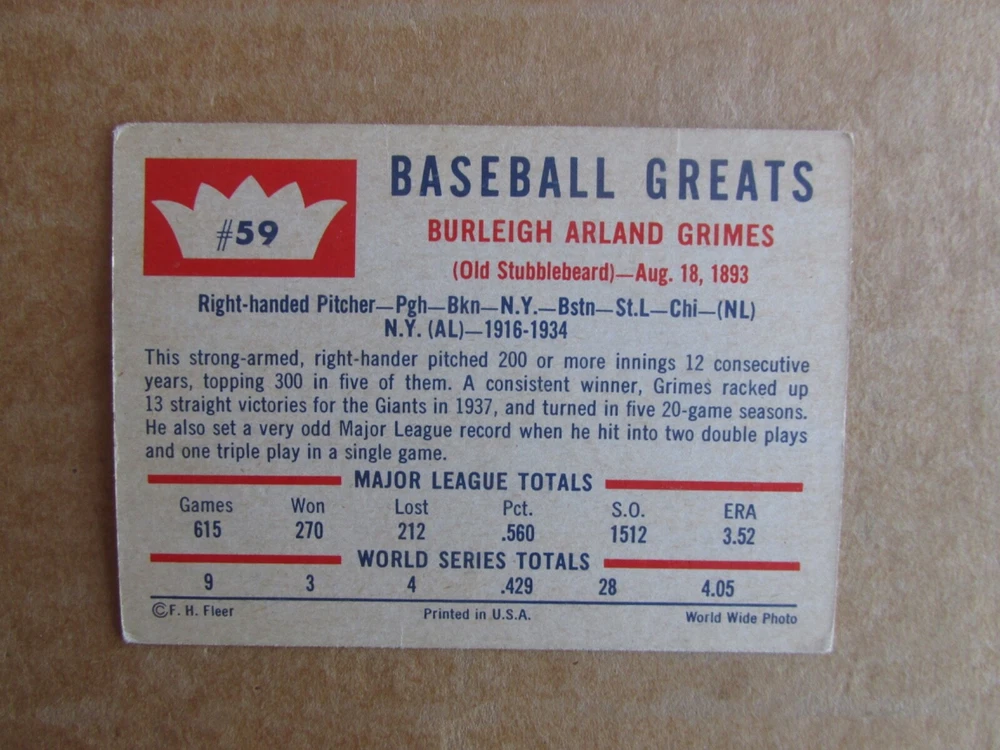 #59
BASEBALL GREATS
BURLEIGH ARLAND GRIMES
(Old Stubblebeard)—Aug. 18, 1893
Right-handed Pitcher—Pgh—Bkn—N.Y.—Bstn—St.L—Chi—(NL)
N.Y. (AL)—1916-1934
This strong-armed, right-hander pitched 200 or more innings 12 consecutive
years, topping 300 in five of them. A consistent winner, Grimes racked up
13 straight victories for the Giants in 1937, and turned in five 20-game seasons.
He also set a very odd Major League record when he hit into two double plays
and one triple play in a single game.
MAJOR LEAGUE TOTALS
Games Won Lost Pct. S.O. ERA
615 270 212 .560 1512 3.52
WORLD SERIES TOTALS
9 3 4 .429 28 4.05
©F. H. Fleer Printed in U.S.A. World Wide Photo